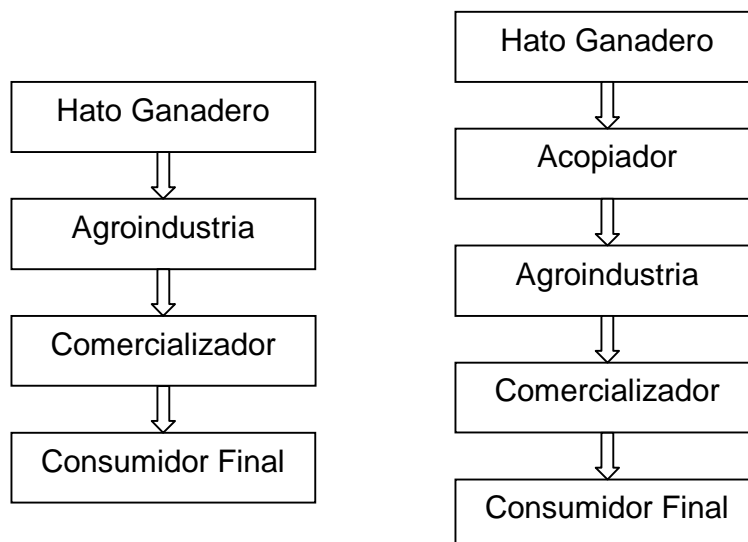 Hato Ganadero
Agroindustria
Comercializador
Consumidor Final
Hato Ganadero
Acopiador
Agroindustria
Comercializador
Consumidor Final